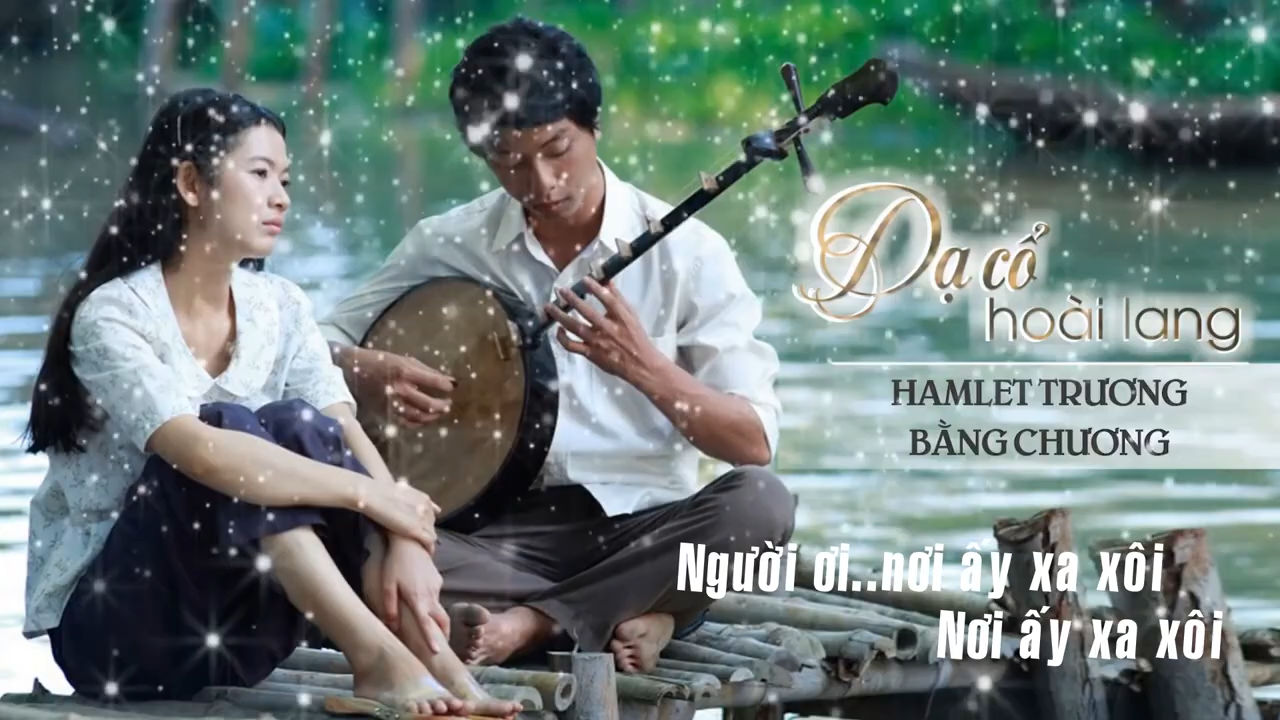 Dạ cổ
hoài lang
HAMLET TRƯƠNG
BẰNG CHƯƠNG
Người ơi..nơi ấy xa xôi
Nơi ấy xa xôi